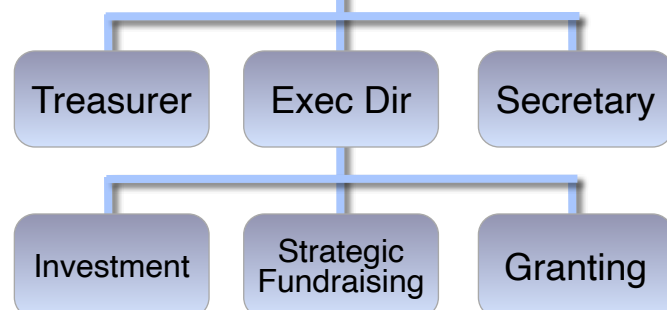 Treasurer
Exec Dir
Secretary
Investment
Strategic
Fundraising
Granting